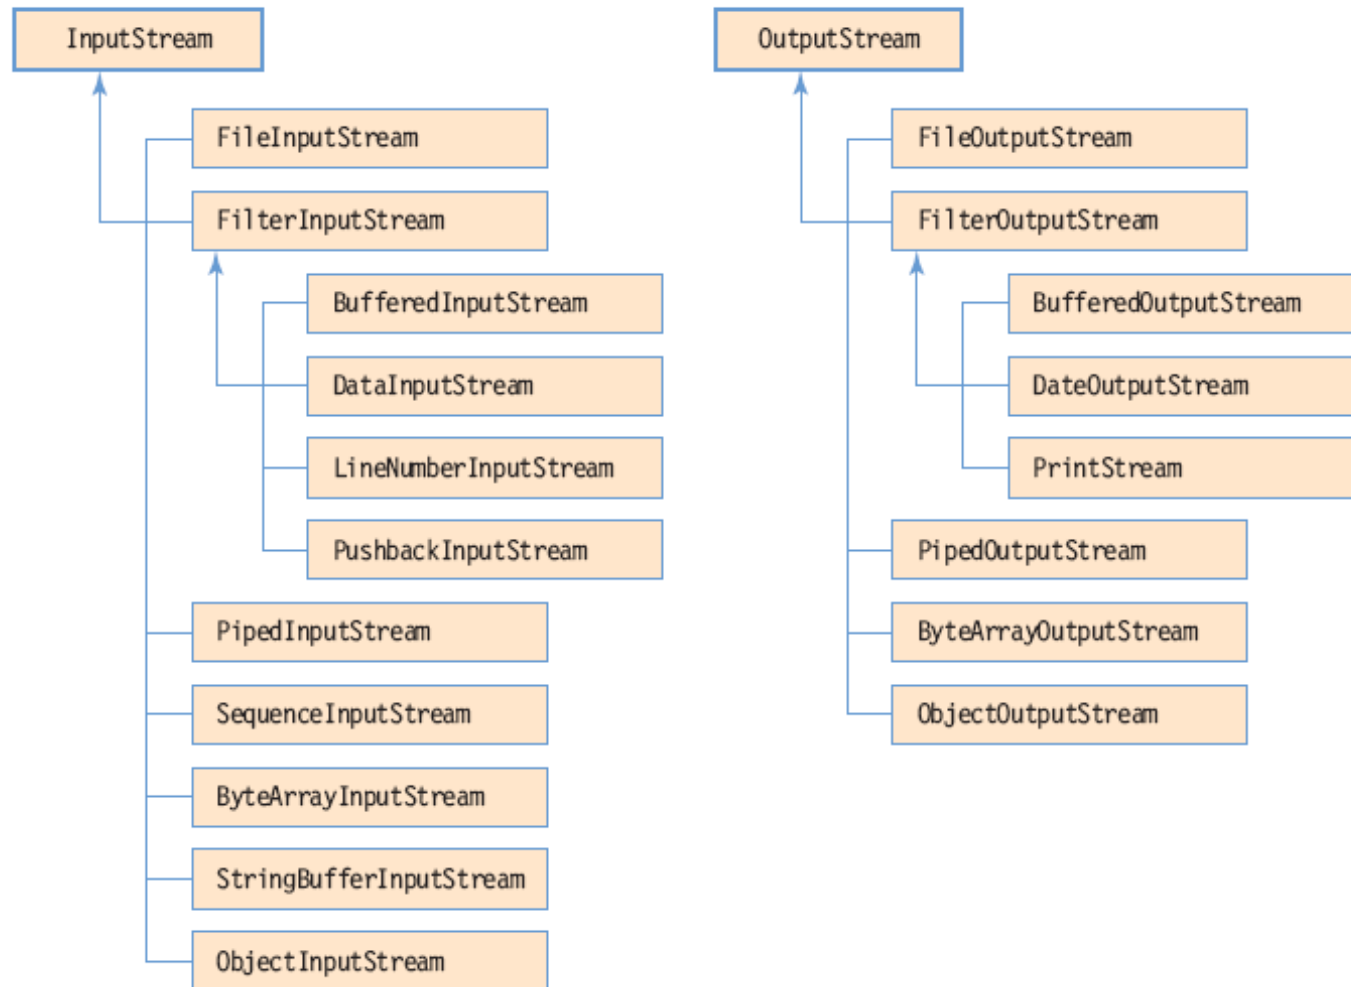 InputStream
FileInputStream
FilterInputStream
BufferedInputStream
DataInputStream
LineNumberInputStream
PushbackInputStream
PipedInputStream
SequenceInputStream
ByteArrayInputStream
StringBufferInputStream
ObjectInputStream
OutputStream
FileOutputStream
FilterOutputStream
BufferedOutputStream
DateOutputStream
PrintStream
PipedOutputStream
ByteArrayOutputStream
ObjectOutputStream